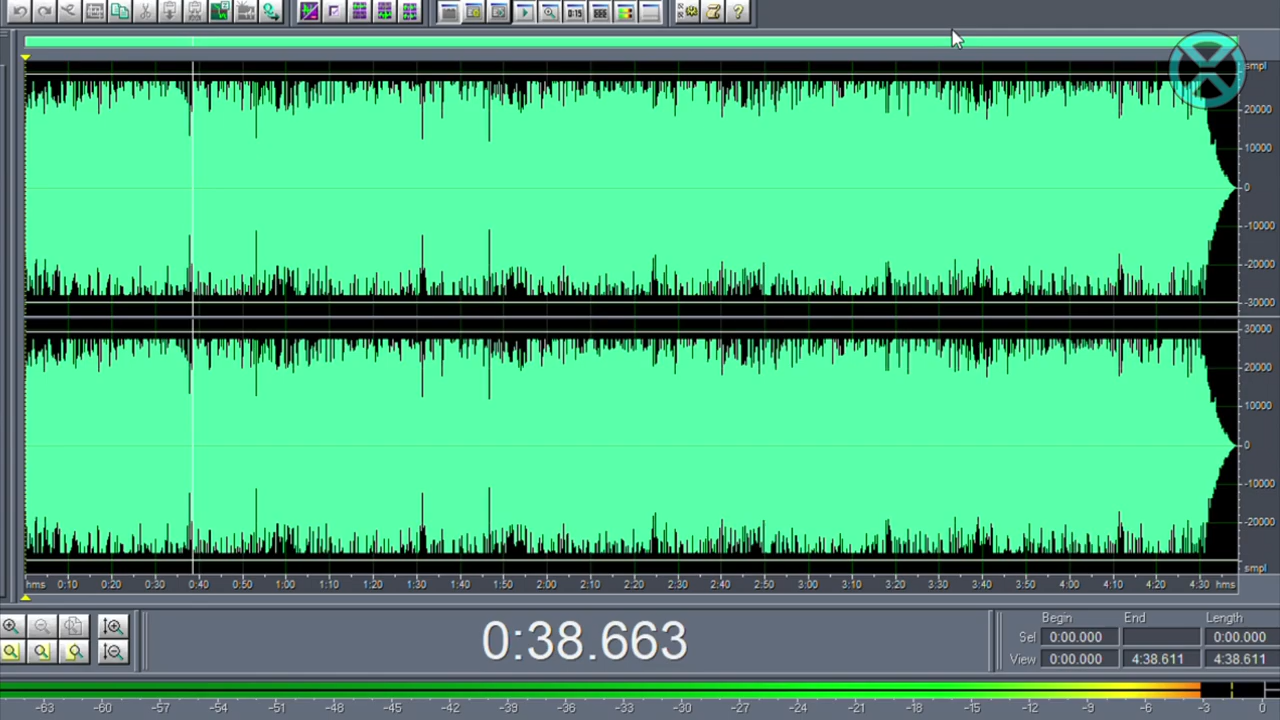 0:15
?
smpl
20000
10000
0
-10000
-20000
-30000
30000
20000
10000
0
-10000
-20000
smpl
hms 0:10 0:20 0:30 0:40 0:50 1:00 1:10 1:20 1:30 1:40 1:50 2:00 2:10 2:20 2:30 2:40 2:50 3:00 3:10 3:20 3:30 3:40 3:50 4:00 4:10 4:20 4:30 hms
0:38.663
Begin End Length
Sel 0:00.000 0:00.000
View 0:00.000 4:38.611 4:38.611
-63 -60 -57 -54 -51 -48 -45 -42 -39 -36 -33 -30 -27 -24 -21 -18 -15 -12 -9 -6 -3 0